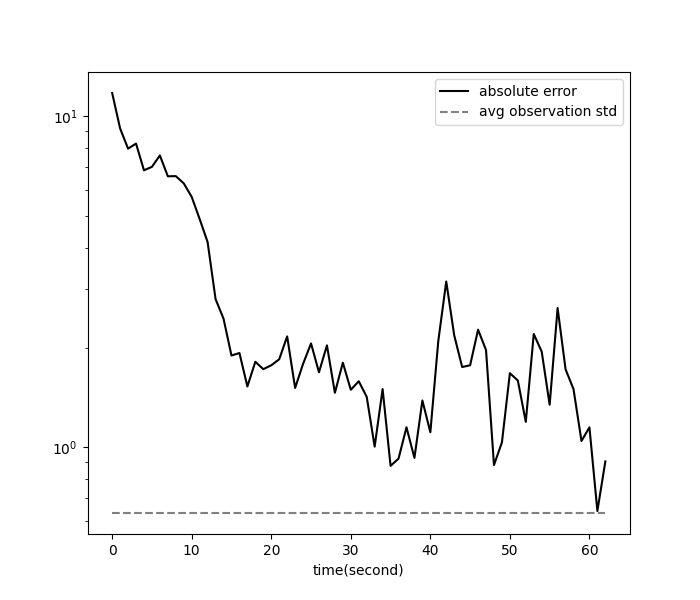 absolute error
avg observation std
10¹
10⁰
0 10 20 30 40 50 60
time(second)